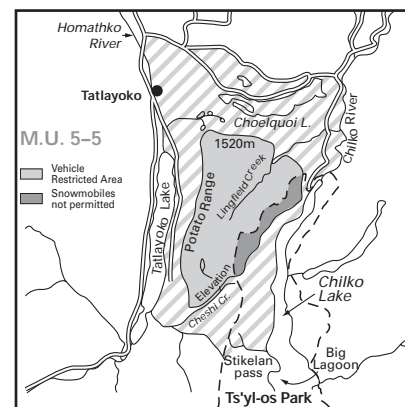 Homathko
River
Tatlayoko
Choelquoi L.
Chilko River
M.U. 5–5
1520m
Vehicle
Restricted Area
Snowmobiles
not permitted
Tatlayoko Lake
Potato Range
Lingfield Creek
Elevation
Cheshi Cr.
Chilko
Lake
Stikelan
pass
Big
Lagoon
Ts'yl-os Park